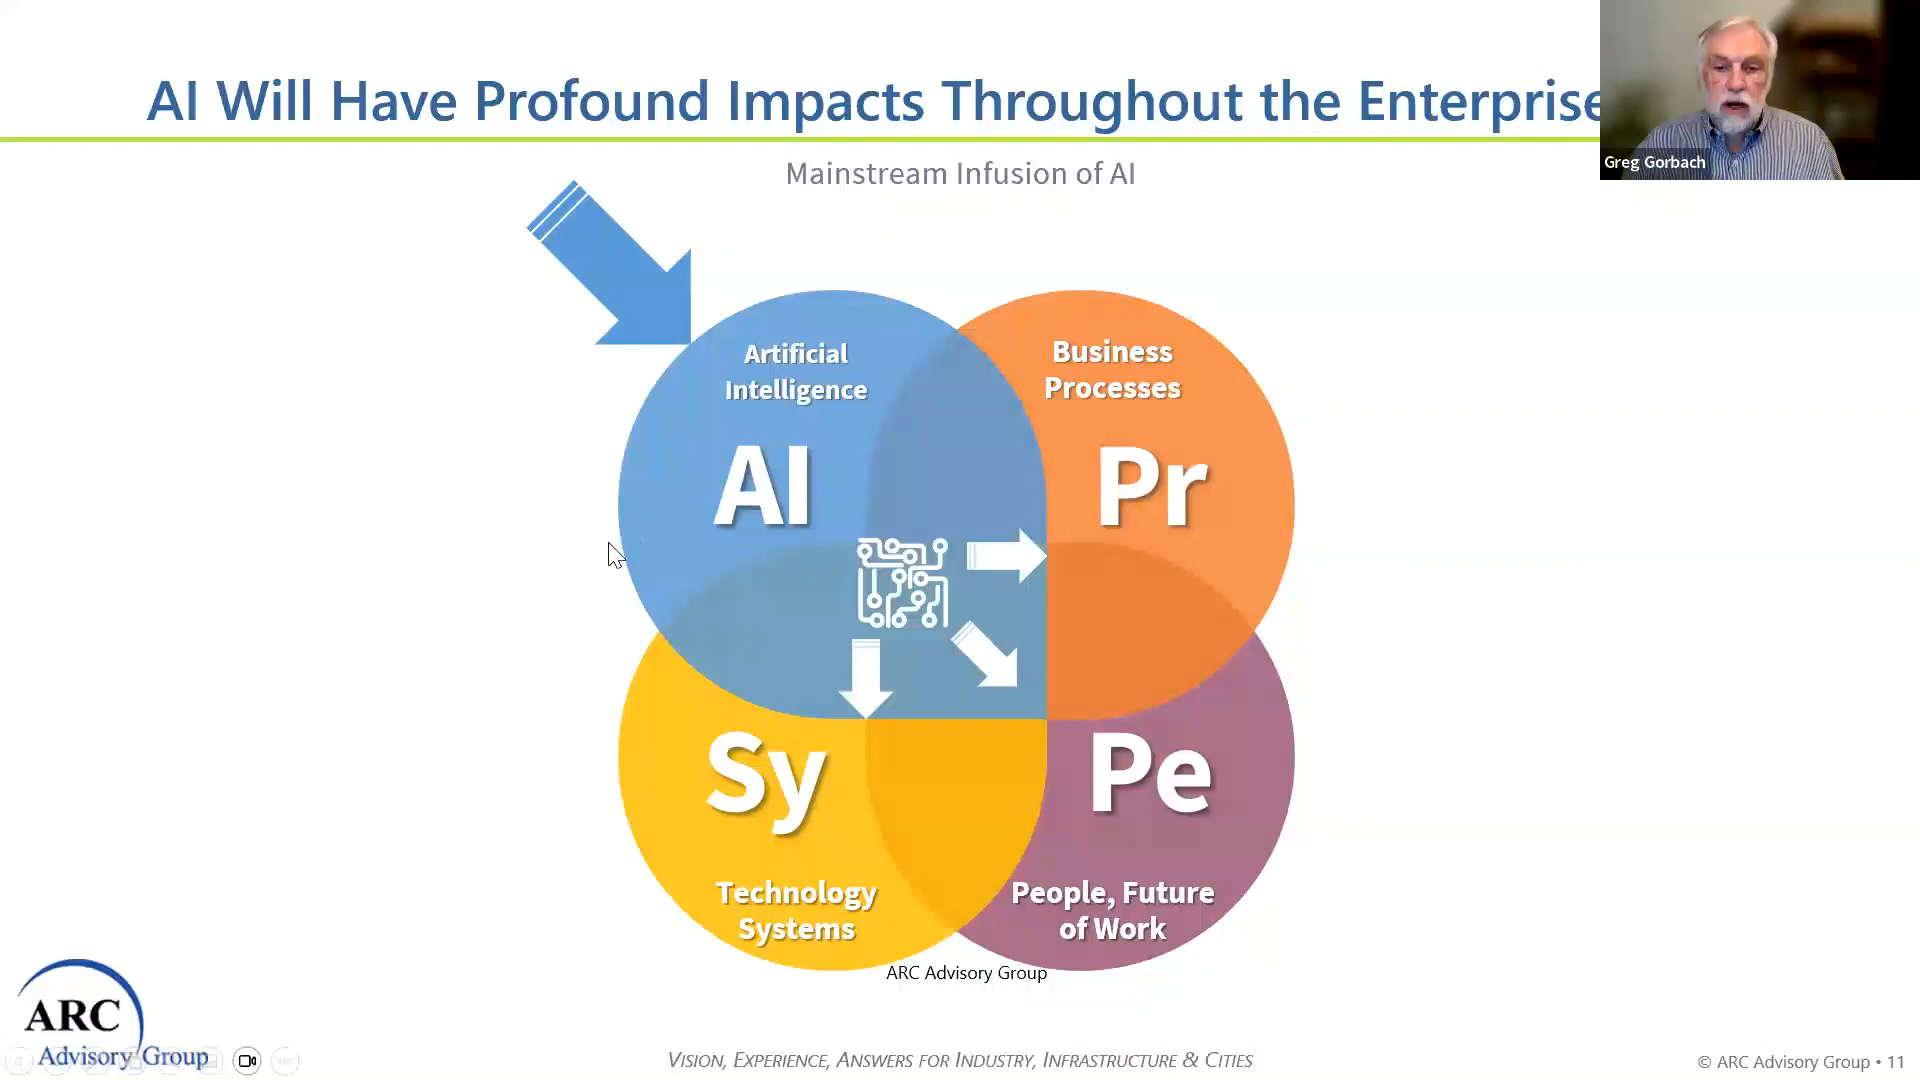 AI Will Have Profound Impacts Throughout the Enterprise
Greg Gorbach
Mainstream Infusion of AI
Artificial
Intelligence
AI
Business
Processes
Pr
Sy
Technology
Systems
Pe
People, Future
of Work
ARC Advisory Group
ARC
Advisory Group
VISION, EXPERIENCE, ANSWERS FOR INDUSTRY, INFRASTRUCTURE & CITIES
© ARC Advisory Group • 11